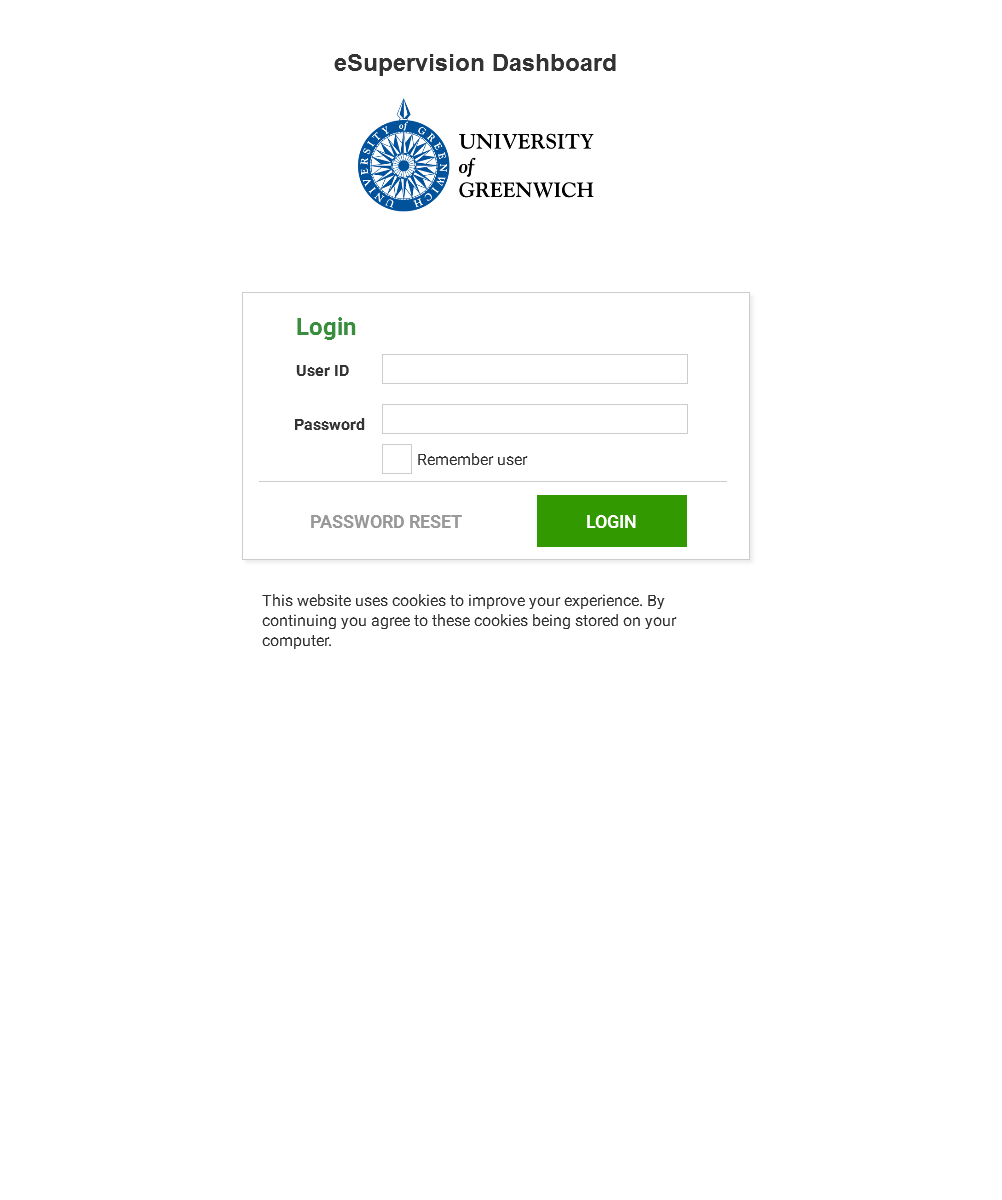 eSupervision Dashboard
UNIVERSITY of GREENWICH
UNIVERSITY
of
GREENWICH
Login
User ID
Password
Remember user
PASSWORD RESET
LOGIN
This website uses cookies to improve your experience. By
continuing you agree to these cookies being stored on your
computer.